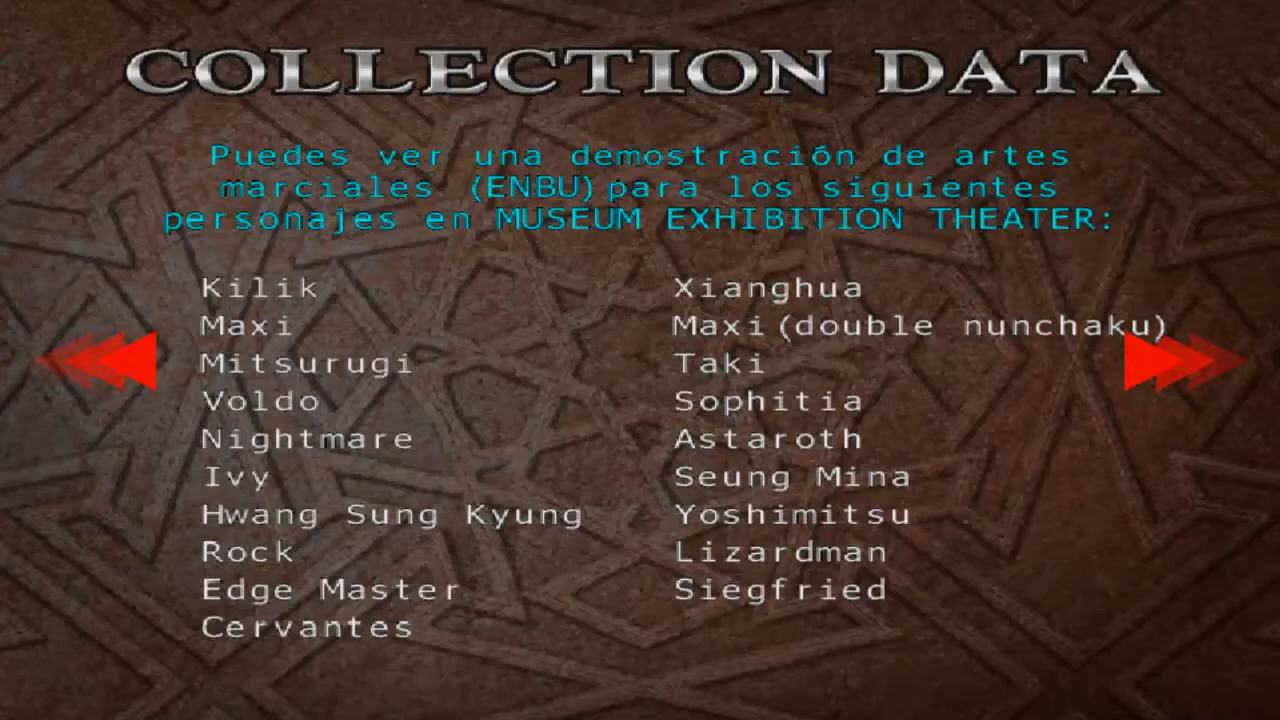 COLLECTION DATA
Puedes ver una demostración de artes
marciales (ENBU) para los siguientes
personajes en MUSEUM EXHIBITION THEATER:
Kilik Xianghua
Maxi Maxi (double nunchaku)
Mitsurugi Taki
Voldo Sophitia
Nightmare Astaroth
Ivy Seung Mina
Hwang Sung Kyung Yoshimitsu
Rock Lizardman
Edge Master Siegfried
Cervantes